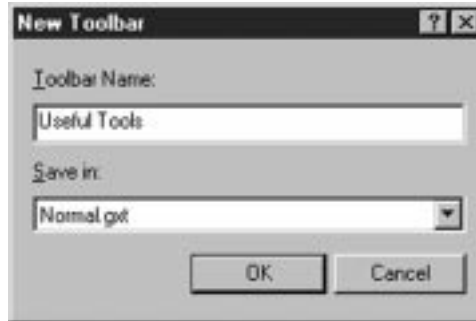 New Toolbar
Toolbar Name:
Useful Tools
Save in:
Normal.gxt
OK Cancel